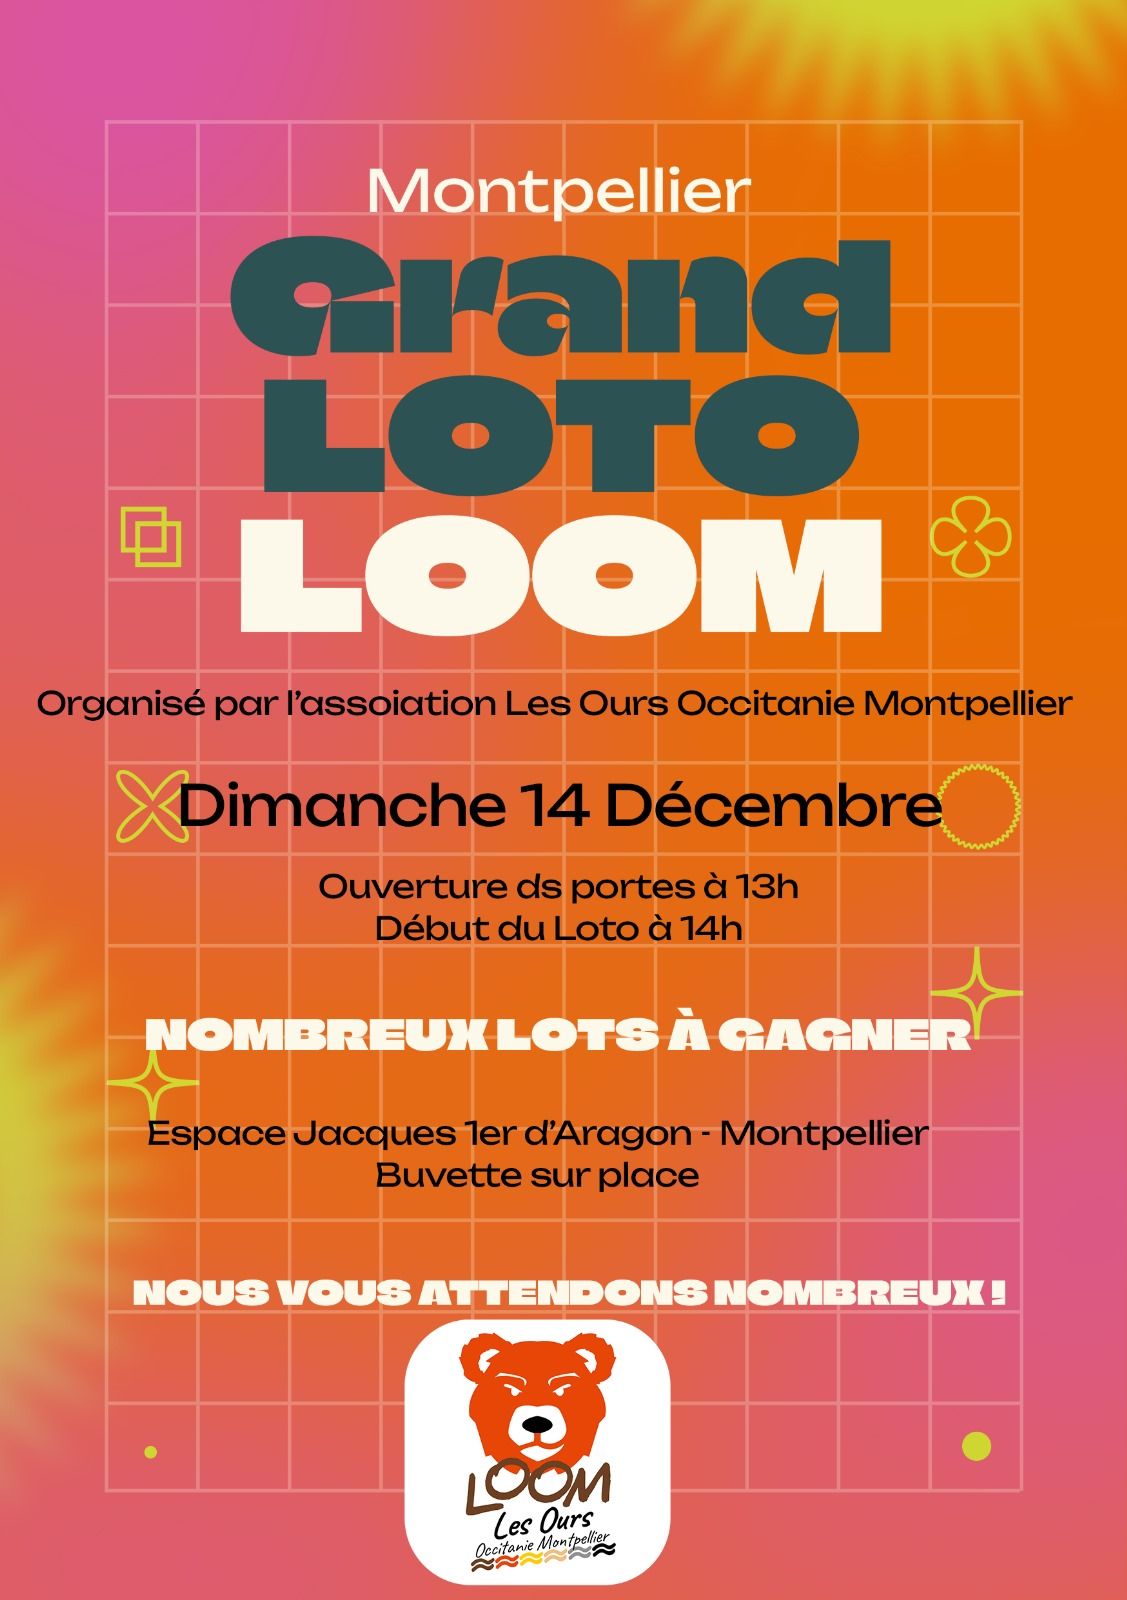 Montpellier
Grand
LOTO
LOOM
Organisé par l'assoiation Les Ours Occitanie Montpellier
Dimanche 14 Décembre
Ouverture ds portes à 13h
Début du Loto à 14h
NOMBREUX LOTS À GAGNER
Espace Jacques 1er d'Aragon - Montpellier
Buvette sur place
NOUS VOUS ATTENDONS NOMBREUX !
LOOM
Les Ours
Occitanie Montpellier